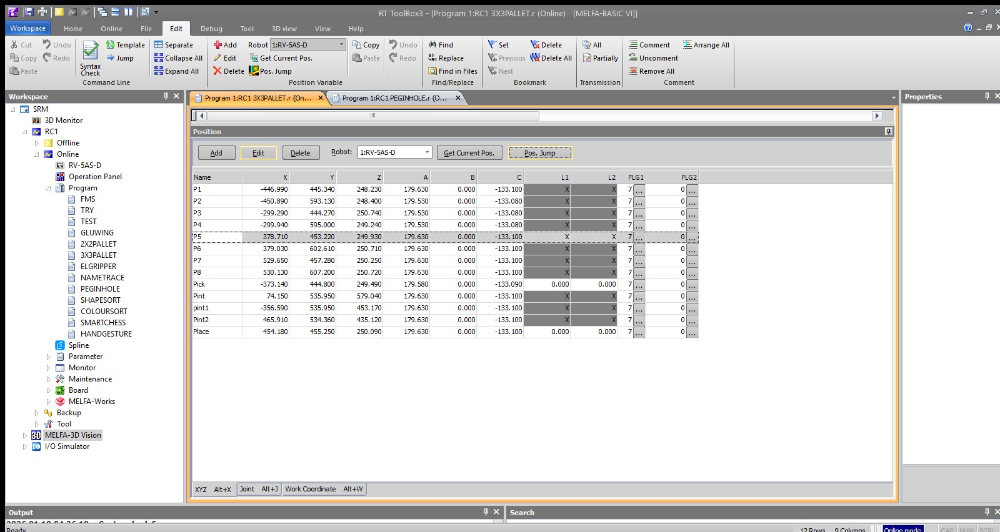 RT ToolBox3 - [Program 1:RC1 3X3PALLET.r (Online)    [MELFA-BASIC VI]]
Workspace Home Online File Edit Debug Tool 3D view View Help
Cut Undo Template Separate Add Robot 1:RV-5AS-D Copy Undo Find Set Delete All Comment Arrange All
Copy Redo Jump Collapse All Edit Get Current Pos. Paste Redo Replace Previous Delete All Partially Uncomment
Paste Syntax Check Expand All Delete Pos. Jump Find in Files Next Remove All
Command Line Position Variable Find/Replace Bookmark Transmission Comment
Workspace
SRM
3D Monitor
RC1
Offline
Online
RV-5AS-D
Operation Panel
Program
FMS
TRY
TEST
GLUWING
2X2PALLET
3X3PALLET
ELGRIPPER
NAMETRACE
PEGINHOLE
SHAPESORT
COLOURSORT
SMARTCHESS
HANDGESTURE
Spline
Parameter
Monitor
Maintenance
Board
MELFA-Works
Backup
Tool
MELFA-3D Vision
I/O Simulator
Program 1:RC1 3X3PALLET.r (On... Program 1:RC1 PEGINHOLE.r (O...
Position
Add Edit Delete Robot: 1:RV-5AS-D Get Current Pos. Pos. Jump
Name X Y Z A B C L1 L2 FLG1 FLG2
P1 -446.990 445.340 248.230 179.630 0.000 -133.100 X X 7 ... 0 ...
P2 -450.890 593.130 248.400 179.530 0.000 -133.080 X X 7 ... 0 ...
P3 -299.290 444.270 250.740 179.530 0.000 -133.080 X X 7 ... 0 ...
P4 -299.940 595.000 249.240 179.530 0.000 -133.080 X X 7 ... 0 ...
P5 378.710 453.220 249.930 179.630 0.000 -133.100 X X 7 ... 0 ...
P6 379.030 602.610 250.710 179.630 0.000 -133.100 X X 7 ... 0 ...
P7 529.650 457.280 250.250 179.630 0.000 -133.100 X X 7 ... 0 ...
P8 530.130 607.200 250.720 179.630 0.000 -133.100 X X 7 ... 0 ...
Pick -373.140 444.800 249.490 179.580 0.000 -133.090 0.000 0.000 7 ... 0 ...
Pint 74.150 535.950 579.040 179.630 0.000 -133.100 X X 7 ... 0 ...
pint1 -356.590 535.950 453.170 179.630 0.000 -133.100 X X 7 ... 0 ...
Pint2 465.910 534.360 435.120 179.630 0.000 -133.100 X X 7 ... 0 ...
Place 454.180 455.250 250.090 179.630 0.000 -133.100 0.000 0.000 7 ... 0 ...
XYZ Alt+X Joint Alt+J Work Coordinate Alt+W
Properties
Output
Search
Ready 12 Rows 9 Columns Online mode CAP NUM SCRL